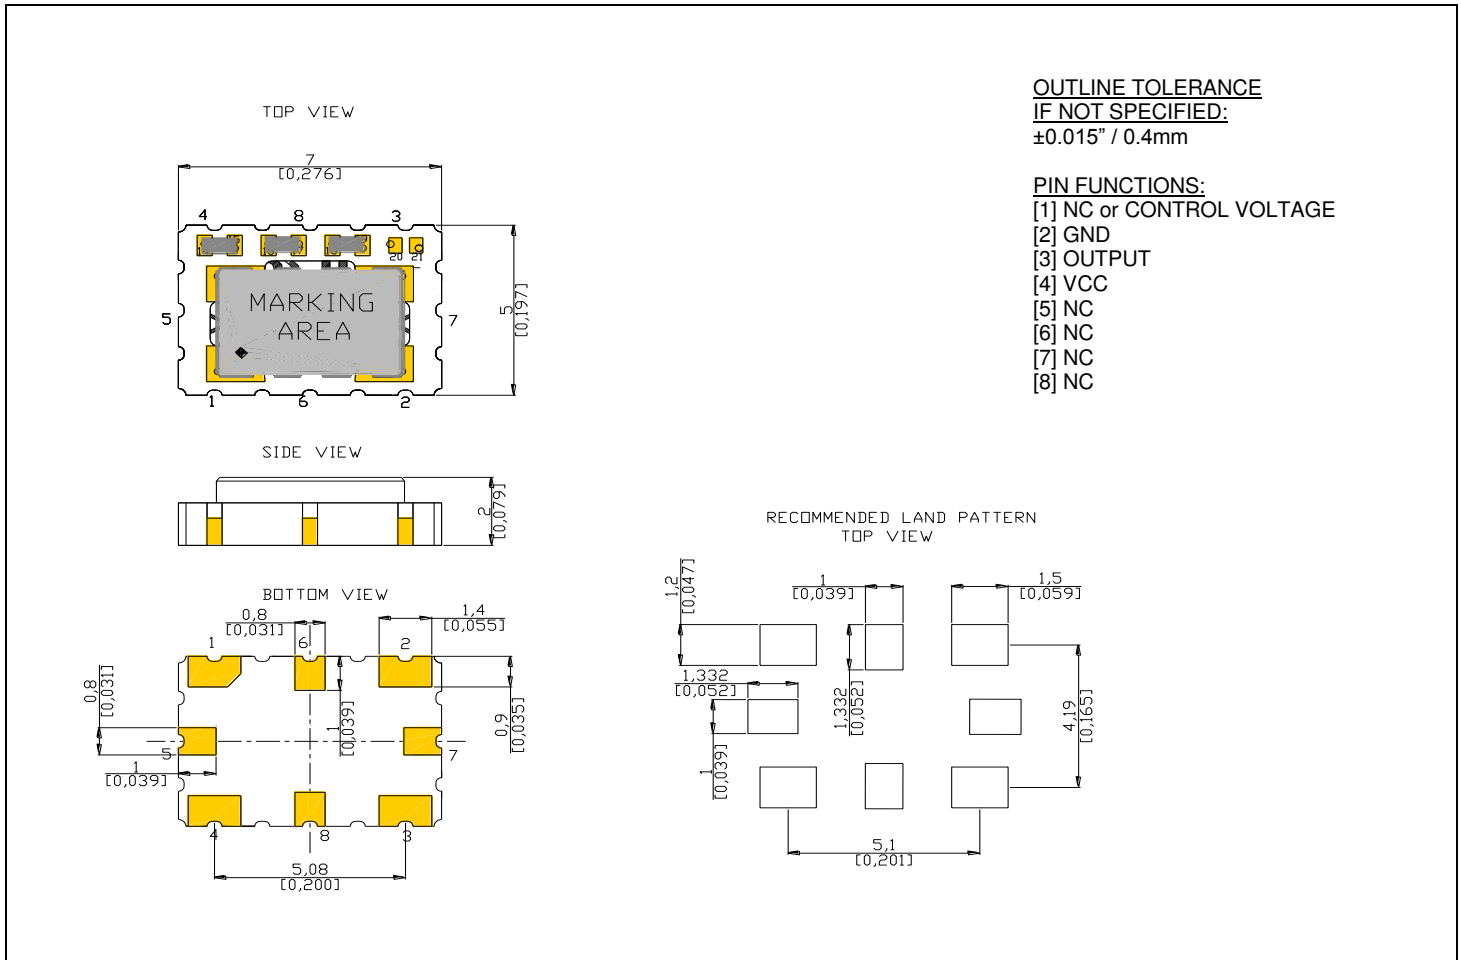 TOP VIEW
7
[0,276]
4 8 3
20 21
MARKING
AREA
5
7
5
[0,197]
1 6 2
SIDE VIEW
2
[0,079]
BOTTOM VIEW
0,8
[0,031]
1,4
[0,055]
1 6 2
0,8
[0,031]
1
[0,039]
0,9
[0,035]
5
7
1
[0,039]
4 8 3
5,08
[0,200]
OUTLINE TOLERANCE
IF NOT SPECIFIED:
±0.015” / 0.4mm
PIN FUNCTIONS:
[1] NC or CONTROL VOLTAGE
[2] GND
[3] OUTPUT
[4] VCC
[5] NC
[6] NC
[7] NC
[8] NC
RECOMMENDED LAND PATTERN
TOP VIEW
1,2
[0,047]
1
[0,039]
1,5
[0,059]
1,332
[0,052]
1,332
[0,052]
4,19
[0,165]
1
[0,039]
5,1
[0,201]